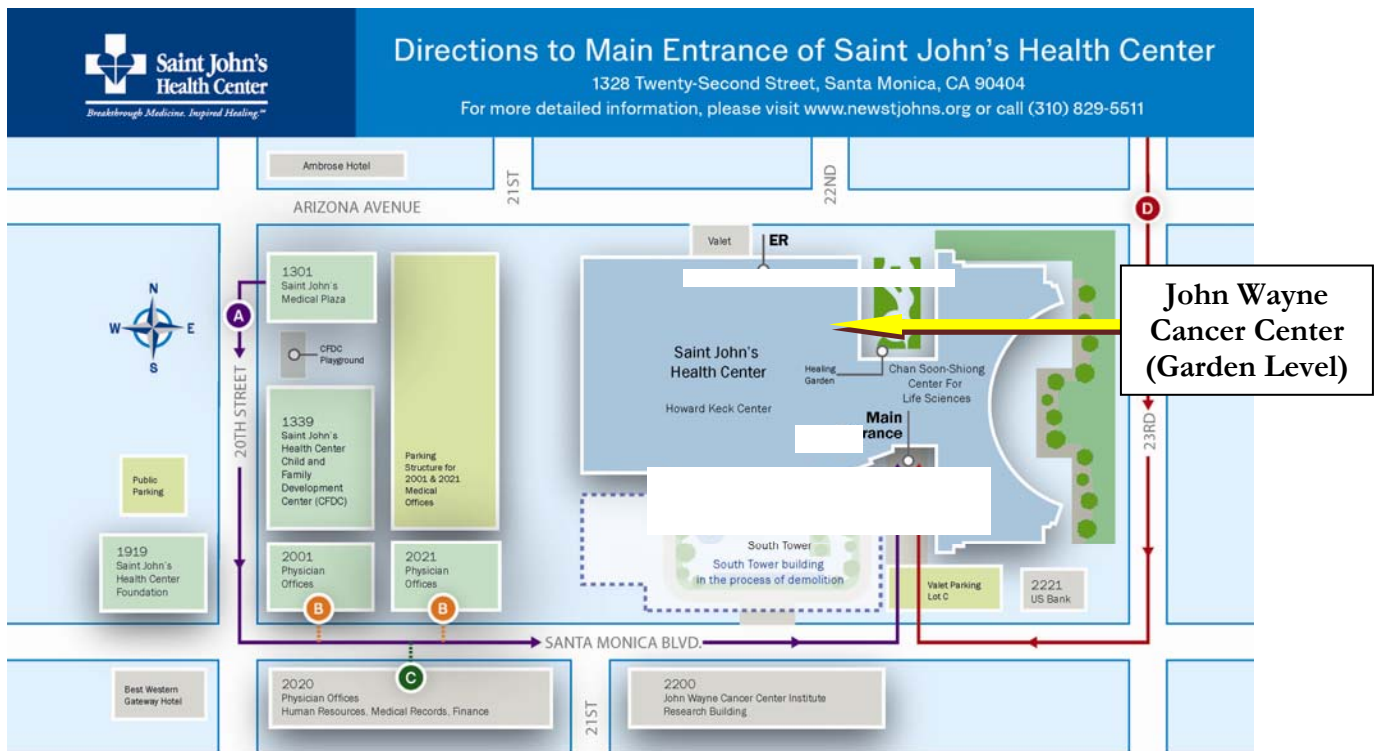 Saint John's
Health Center
Breakthrough Medicine. Inspired Healing.℠
Directions to Main Entrance of Saint John's Health Center
1328 Twenty-Second Street, Santa Monica, CA 90404
For more detailed information, please visit www.newstjohns.org or call (310) 829-5511
Ambrose Hotel
21ST
22ND
ARIZONA AVENUE
D
Valet
ER
1301
Saint John's
Medical Plaza
N
W
E
S
A
CFDC
Playground
20TH STREET
1339
Saint John's
Health Center
Child and
Family
Development
Center (CFDC)
Parking
Structure for
2001 & 2021
Medical
Offices
Saint John's
Health Center
Howard Keck Center
Healing
Garden
Chan Soon-Shiong
Center For
Life Sciences
Main
rance
John Wayne
Cancer Center
(Garden Level)
23RD
Public
Parking
1919
Saint John's
Health Center
Foundation
2001
Physician
Offices
B
2021
Physician
Offices
B
South Tower
South Tower building
in the process of demolition
Valet Parking
Lot C
2221
US Bank
SANTA MONICA BLVD.
Best Western
Gateway Hotel
C
2020
Physician Offices
Human Resources, Medical Records, Finance
21ST
2200
John Wayne Cancer Center Institute
Research Building